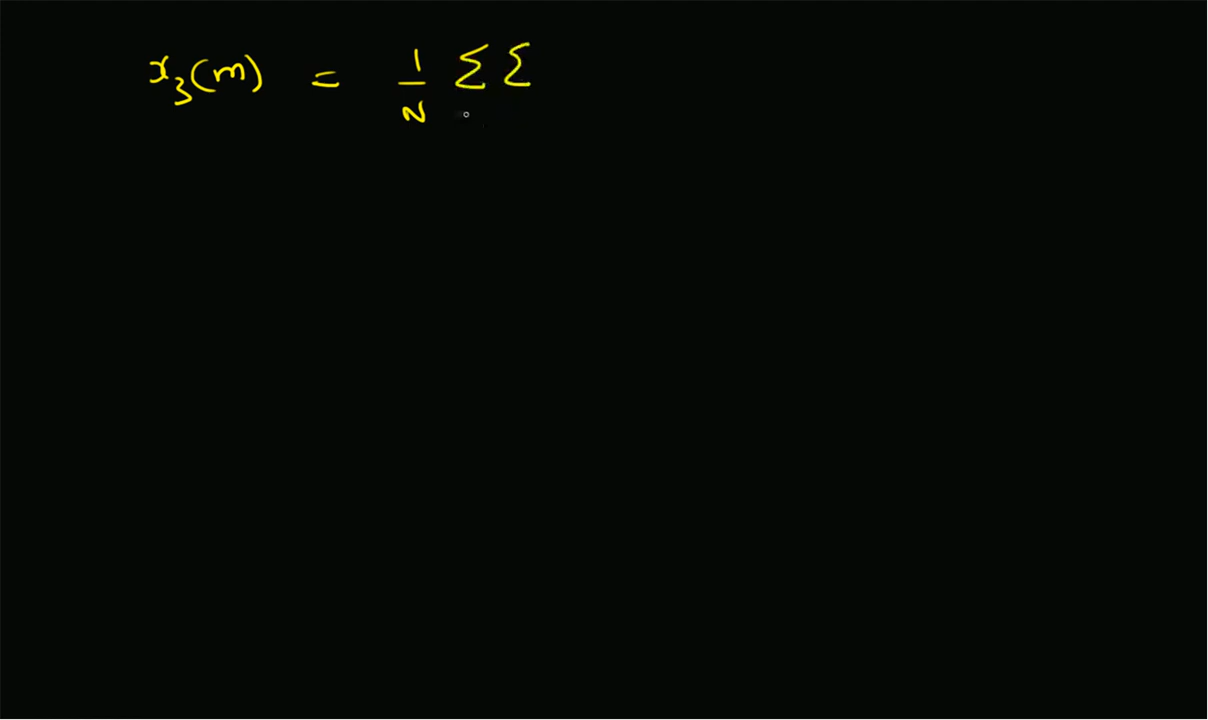 x₃(m) = 1/N Σ Σ